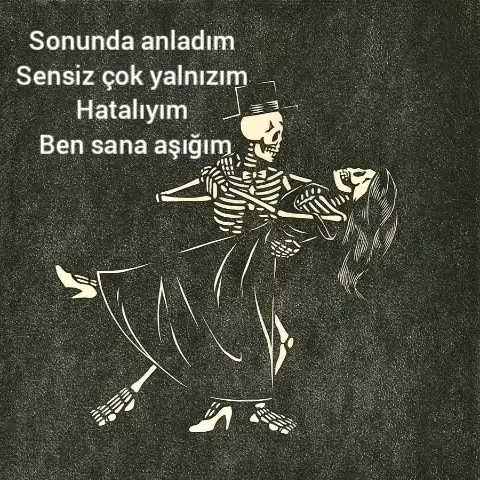 Sonunda anladım
Sensiz çok yalnızım
Hatalıyım
Ben sana aşığım